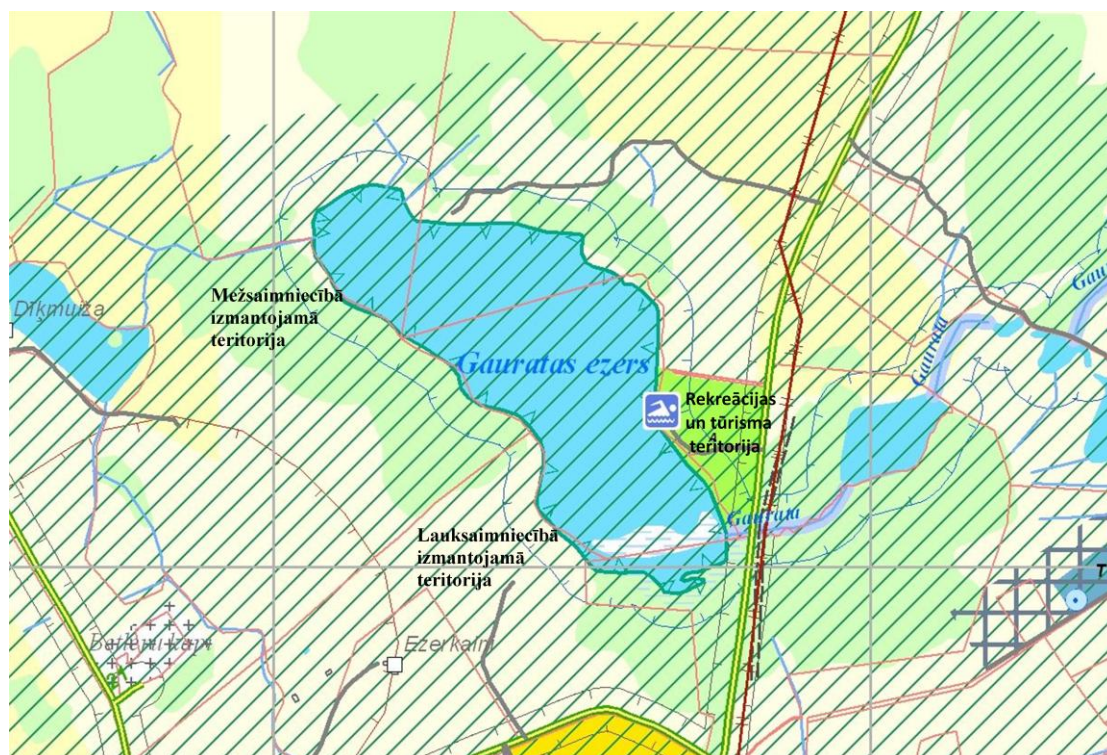 Dīķmuiža
Mežsaimniecībā
izmantojamā
teritorija
Gauratas ezers
Rekreācijas
un tūrisma
teritorija
Gaurata
Gaurata
Lauksaimniecībā
izmantojamā
teritorija
Ezerkalni
T